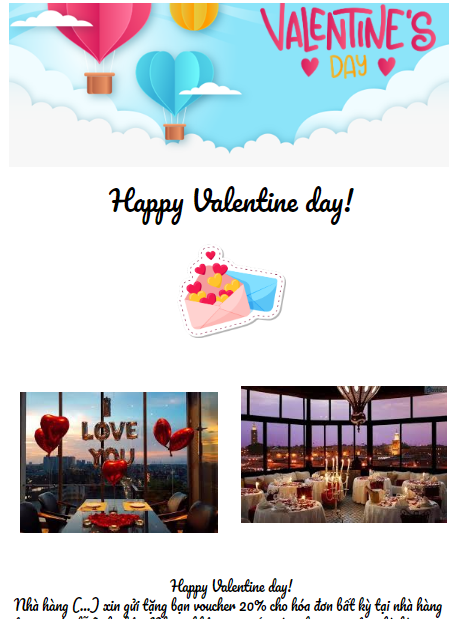 VALENTINE'S
DAY
Happy Valentine day!
I
LOVE
YOU
Happy Valentine day!
Nhà hàng (...) xin gửi tặng bạn voucher 20% cho hóa đơn bất kỳ tại nhà hàng